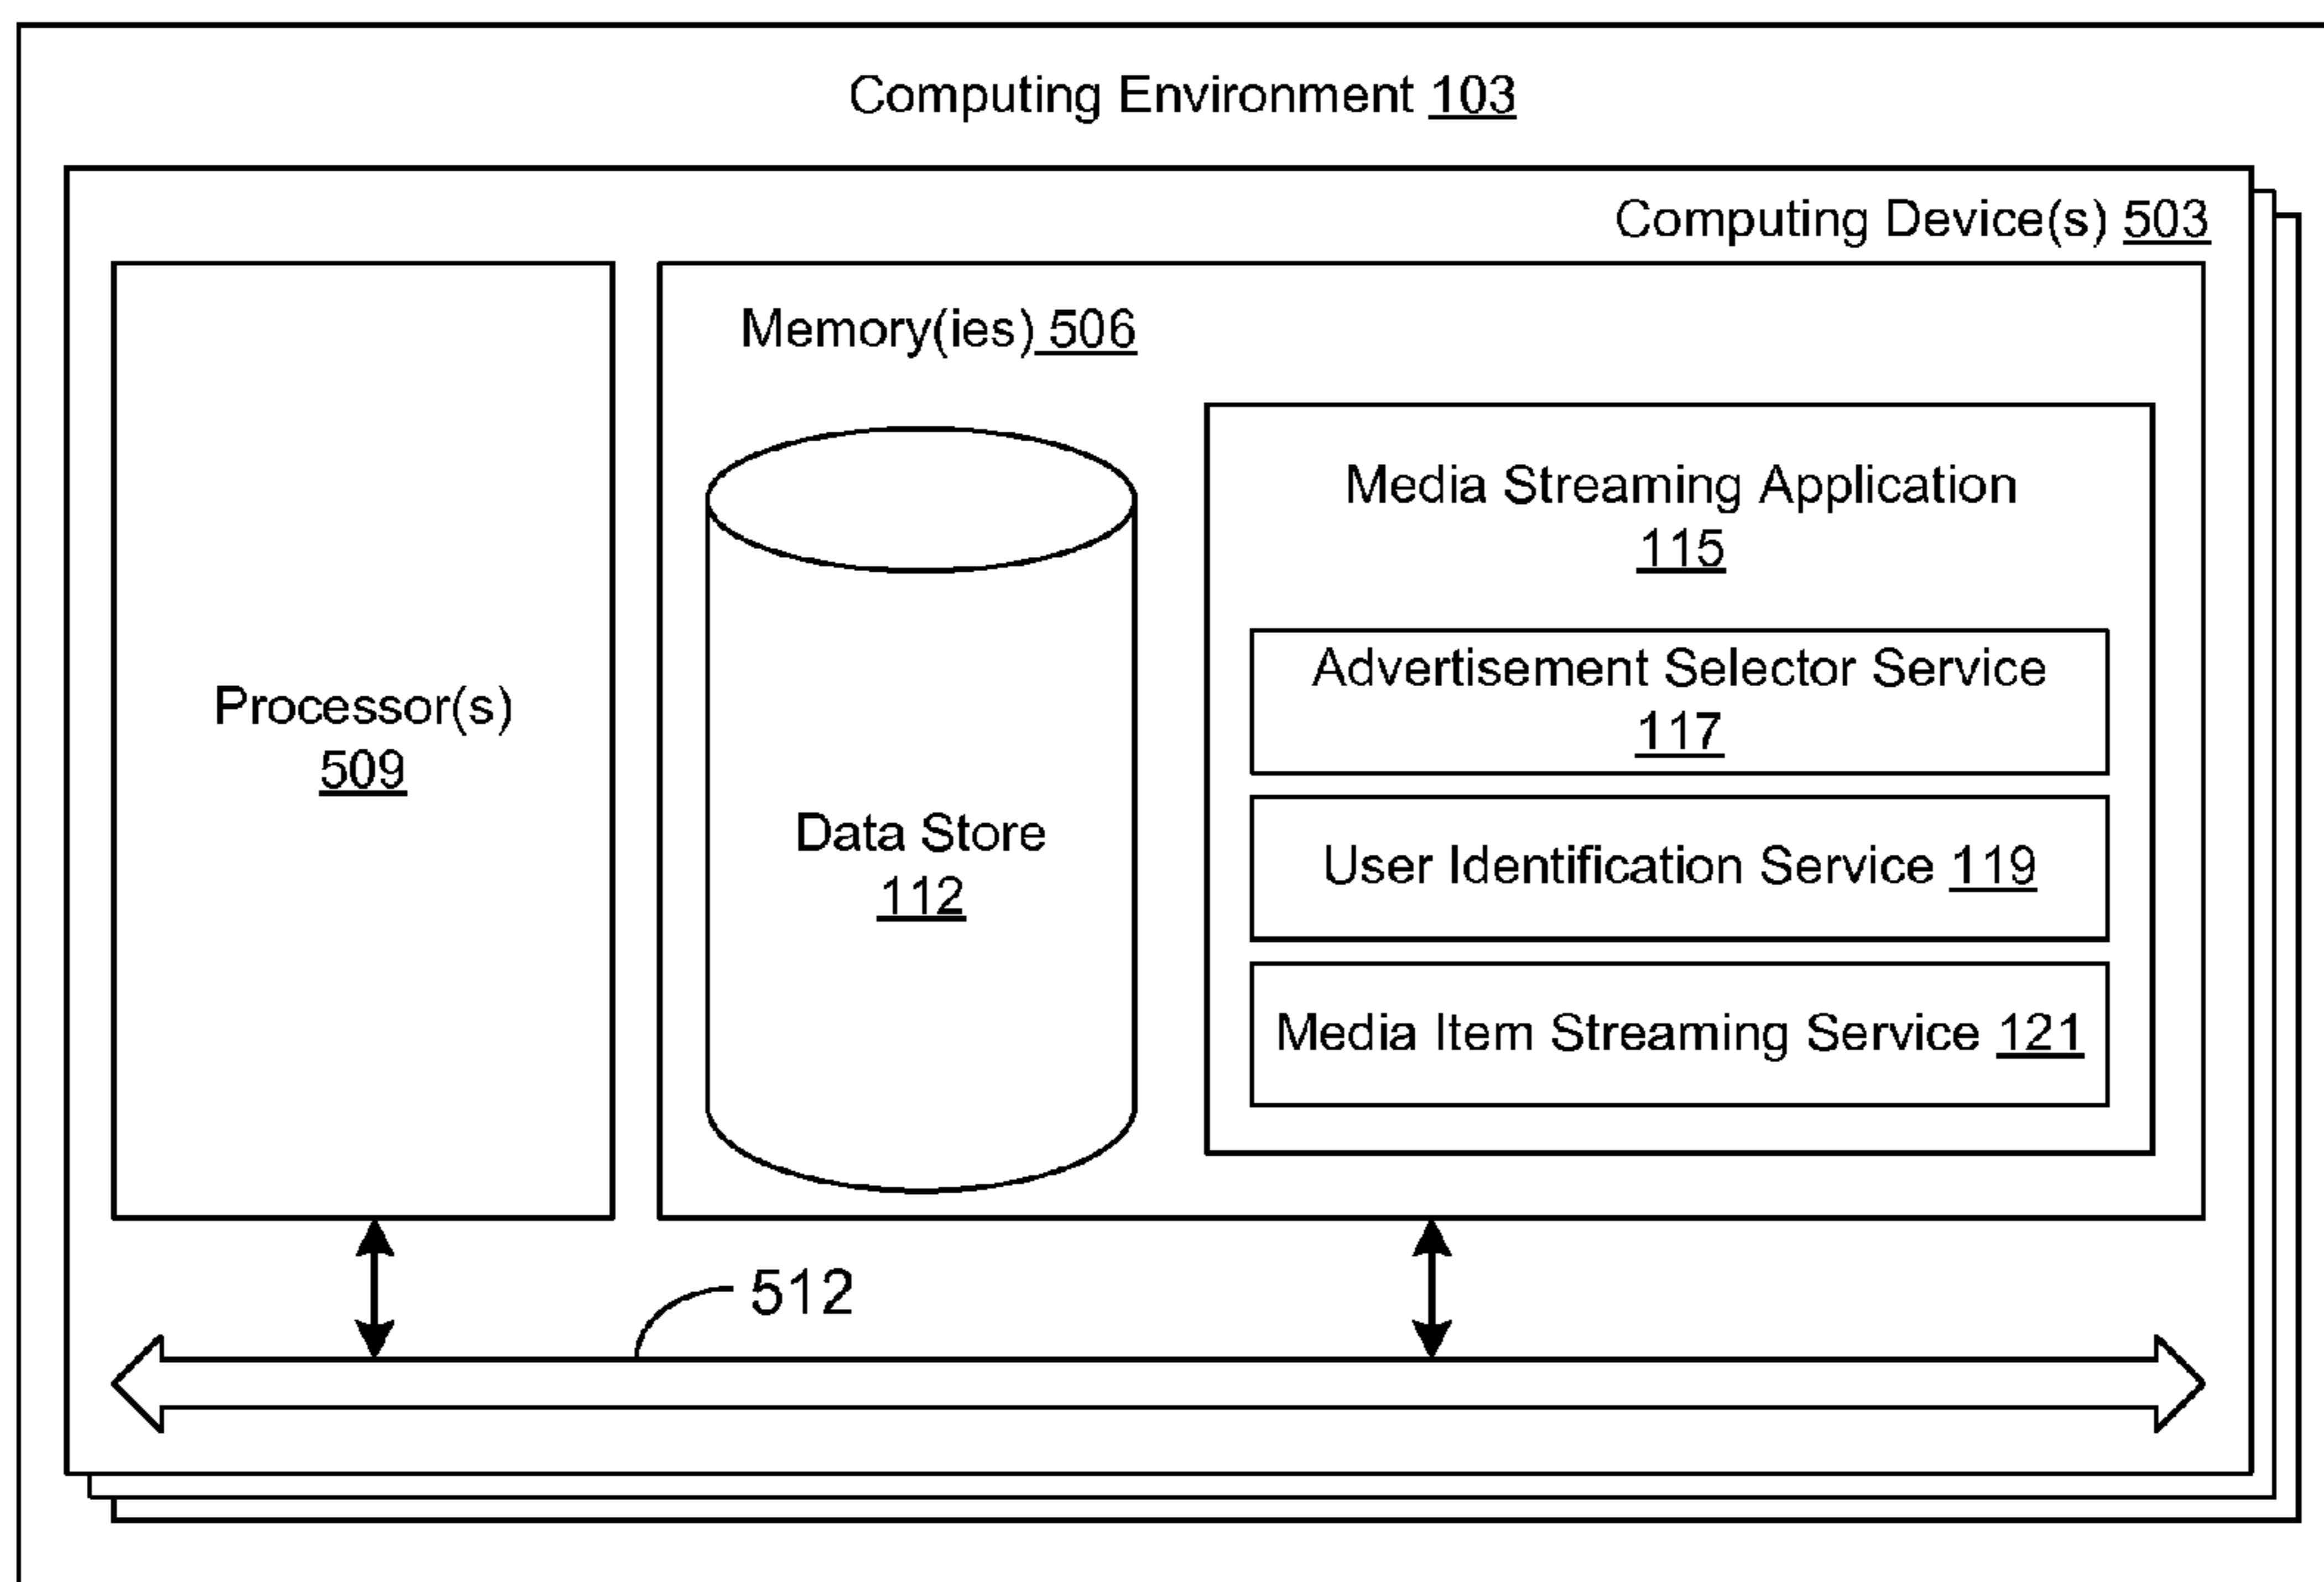 Computing Environment 103
Computing Device(s) 503
Memory(ies) 506
Processor(s)
509
Data Store
112
Media Streaming Application
115
Advertisement Selector Service
117
User Identification Service 119
Media Item Streaming Service 121
512